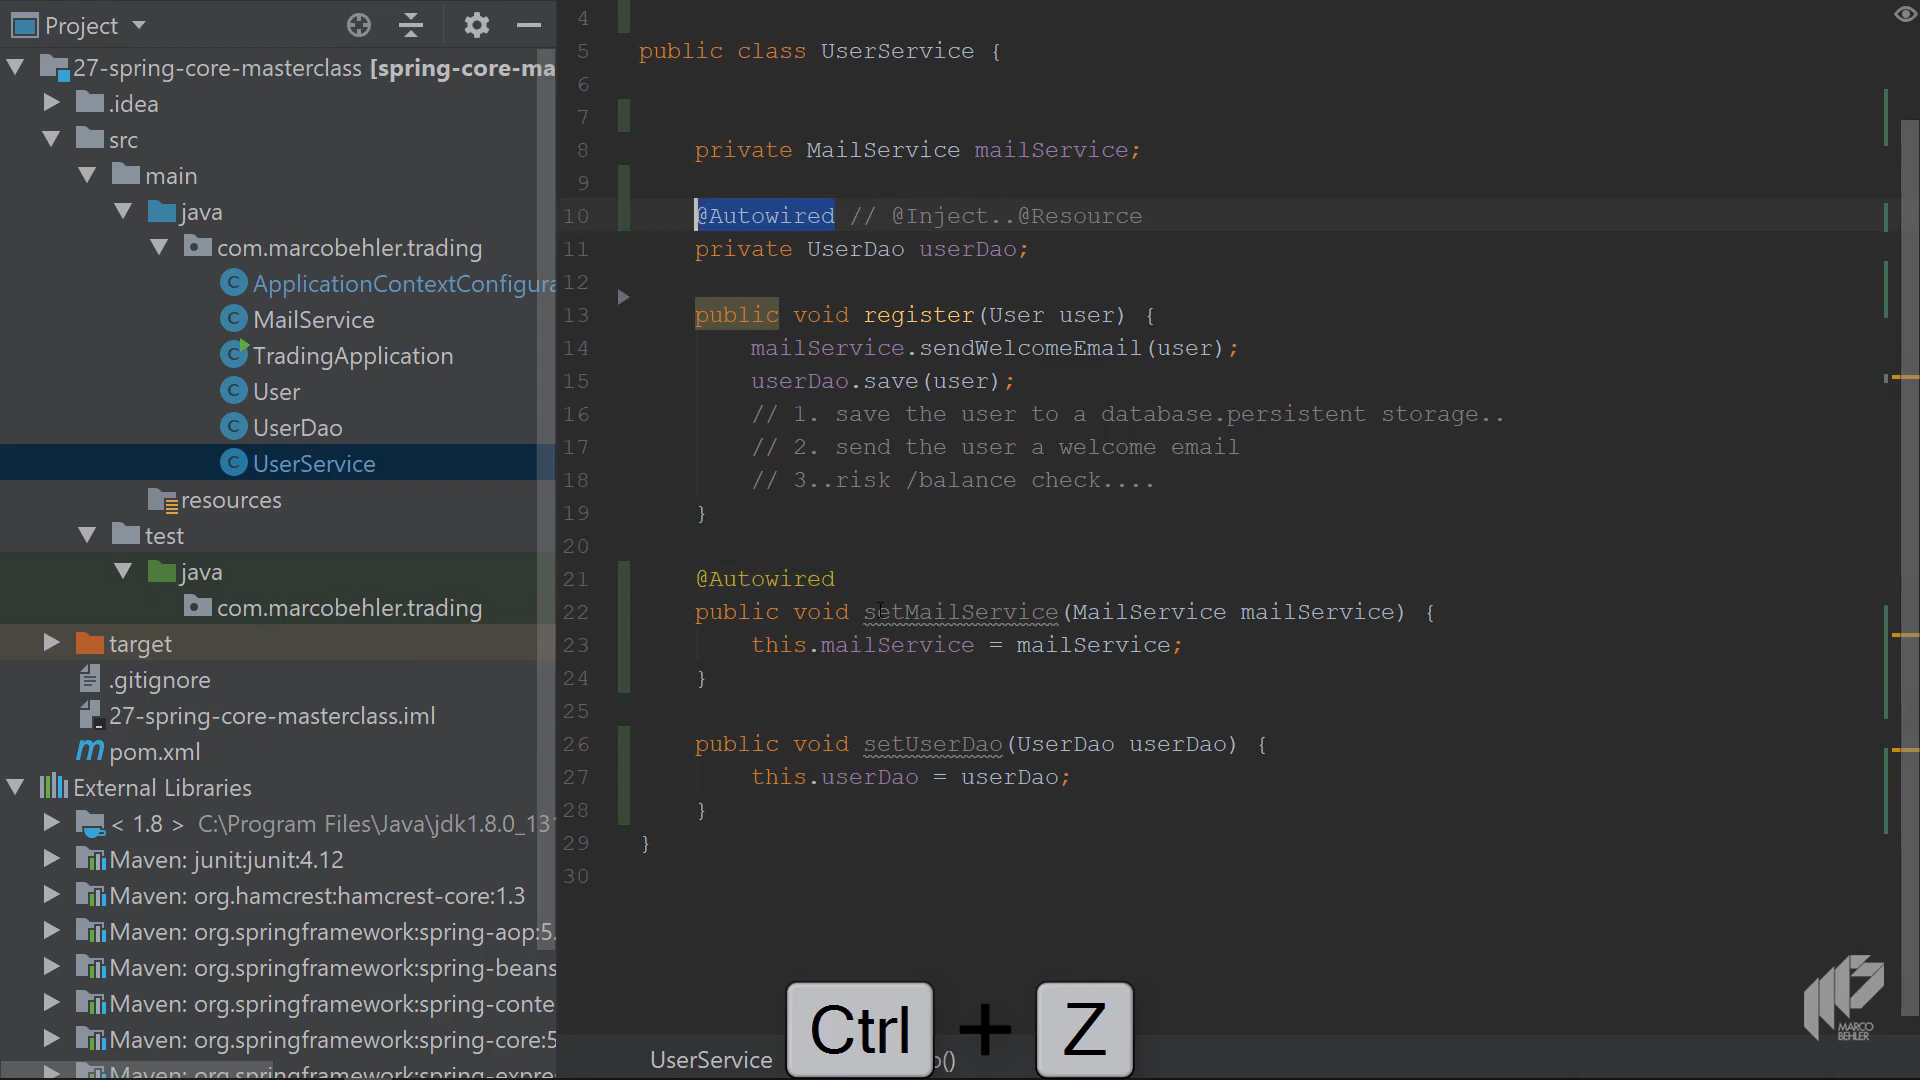 Project
27-spring-core-masterclass [spring-core-ma
.idea
src
main
java
com.marcobehler.trading
ApplicationContextConfigura
MailService
TradingApplication
User
UserDao
UserService
resources
test
java
com.marcobehler.trading
target
.gitignore
27-spring-core-masterclass.iml
pom.xml
External Libraries
< 1.8 > C:\Program Files\Java\jdk1.8.0_131
Maven: junit:junit:4.12
Maven: org.hamcrest:hamcrest-core:1.3
Maven: org.springframework:spring-aop:5.
Maven: org.springframework:spring-beans
Maven: org.springframework:spring-conte
Maven: org.springframework:spring-core:5
Maven: org.springframework:spring-expre
4
5 public class UserService {
6
7
8 private MailService mailService;
9
10 @Autowired // @Inject..@Resource
11 private UserDao userDao;
12
13 public void register(User user) {
14 mailService.sendWelcomeEmail(user);
15 userDao.save(user);
16 // 1. save the user to a database.persistent storage..
17 // 2. send the user a welcome email
18 // 3..risk /balance check....
19 }
20
21 @Autowired
22 public void setMailService(MailService mailService) {
23 this.mailService = mailService;
24 }
25
26 public void setUserDao(UserDao userDao) {
27 this.userDao = userDao;
28 }
29 }
30
Ctrl + Z
UserService
o()
MARCO
BEHLER